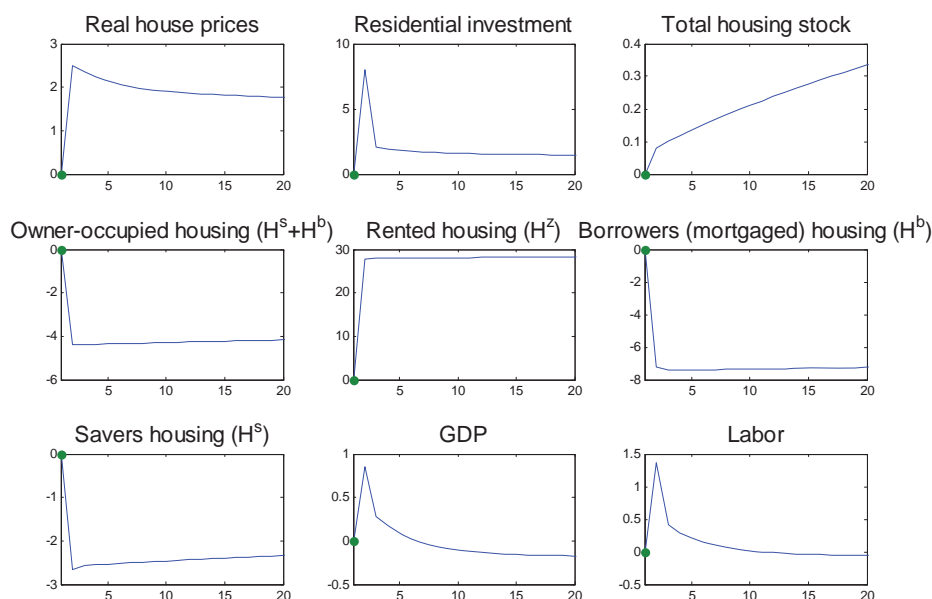 Real house prices Residential investment Total housing stock
3 10 0.4
0.3
2
5 0.2
1
0.1
0 0 0
5 10 15 20 5 10 15 20 5 10 15 20
Owner-occupied housing (Hˢ+Hᵇ) Rented housing (Hᶻ) Borrowers (mortgaged) housing (Hᵇ)
0 30 0
-2 20 -2
-4
-4 10
-6
-6 0 -8
5 10 15 20 5 10 15 20 5 10 15 20
Savers housing (Hˢ) GDP Labor
0 1 1.5
-1 0.5 1
0.5
-2 0
0
-3 -0.5 -0.5
5 10 15 20 5 10 15 20 5 10 15 20